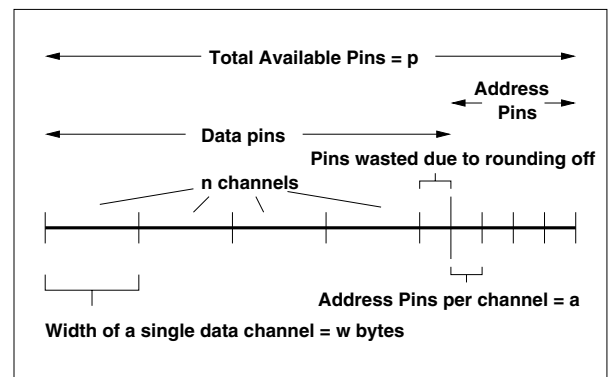 Total Available Pins = p
Address
Pins
Data pins
Pins wasted due to rounding off
n channels
Address Pins per channel = a
Width of a single data channel = w bytes